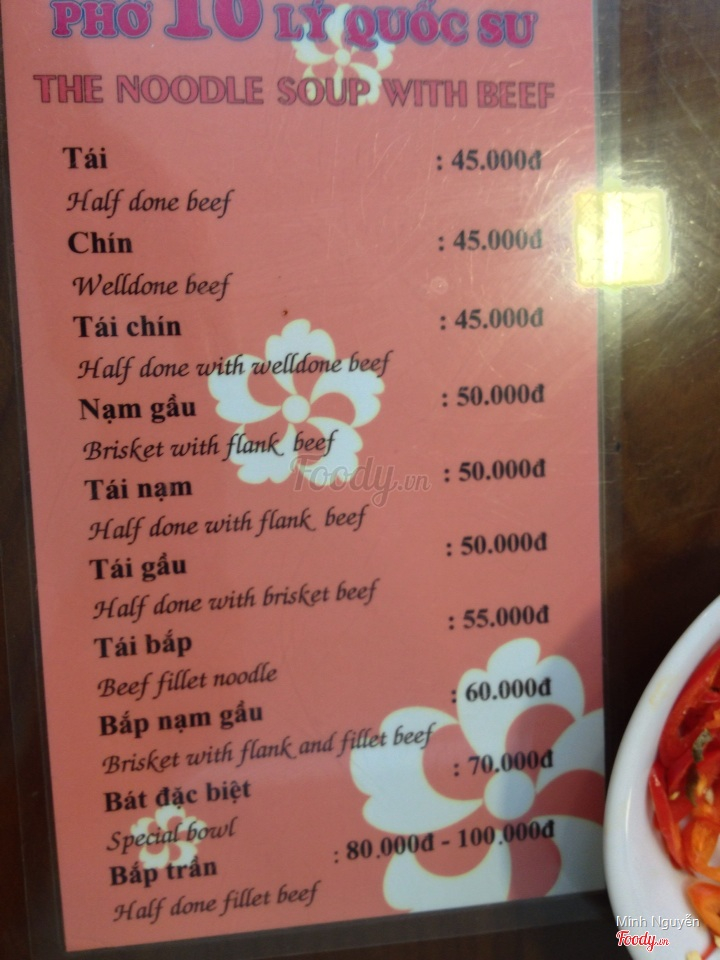 PHỞ 10 LÝ QUỐC SƯ
THE NOODLE SOUP WITH BEEF
Tái : 45.000đ
Half done beef
Chín : 45.000đ
Welldone beef
Tái chín : 45.000đ
Half done with welldone beef
Nạm gầu : 50.000đ
Brisket with flank beef
Tái nạm : 50.000đ
Half done with flank beef
Tái gầu : 50.000đ
Half done with brisket beef
Tái bắp : 55.000đ
Beef fillet noodle
Bắp nạm gầu : 60.000đ
Brisket with flank and fillet beef
Bát đặc biệt : 70.000đ
Special bowl
Bắp trần : 80.000đ - 100.000đ
Half done fillet beef
Foody.vn
Minh Nguyễn
Foody.vn